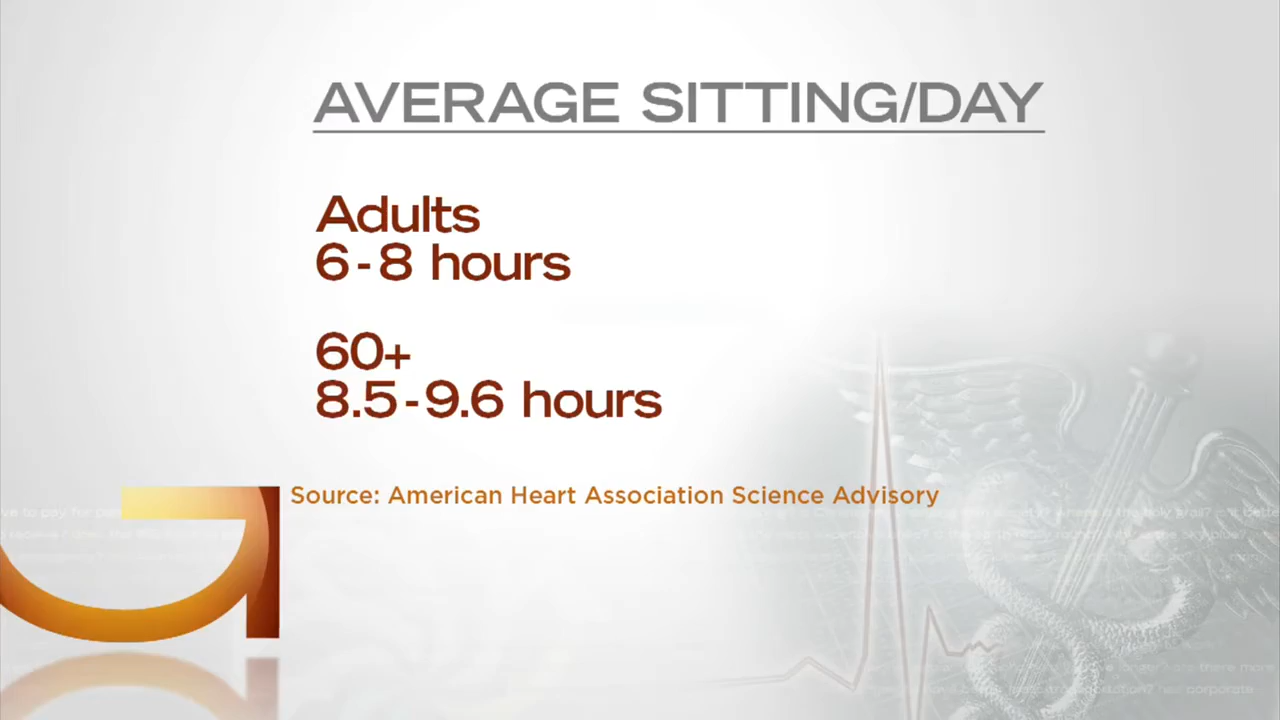 AVERAGE SITTING/DAY
Adults
6-8 hours
60+
8.5-9.6 hours
Source: American Heart Association Science Advisory